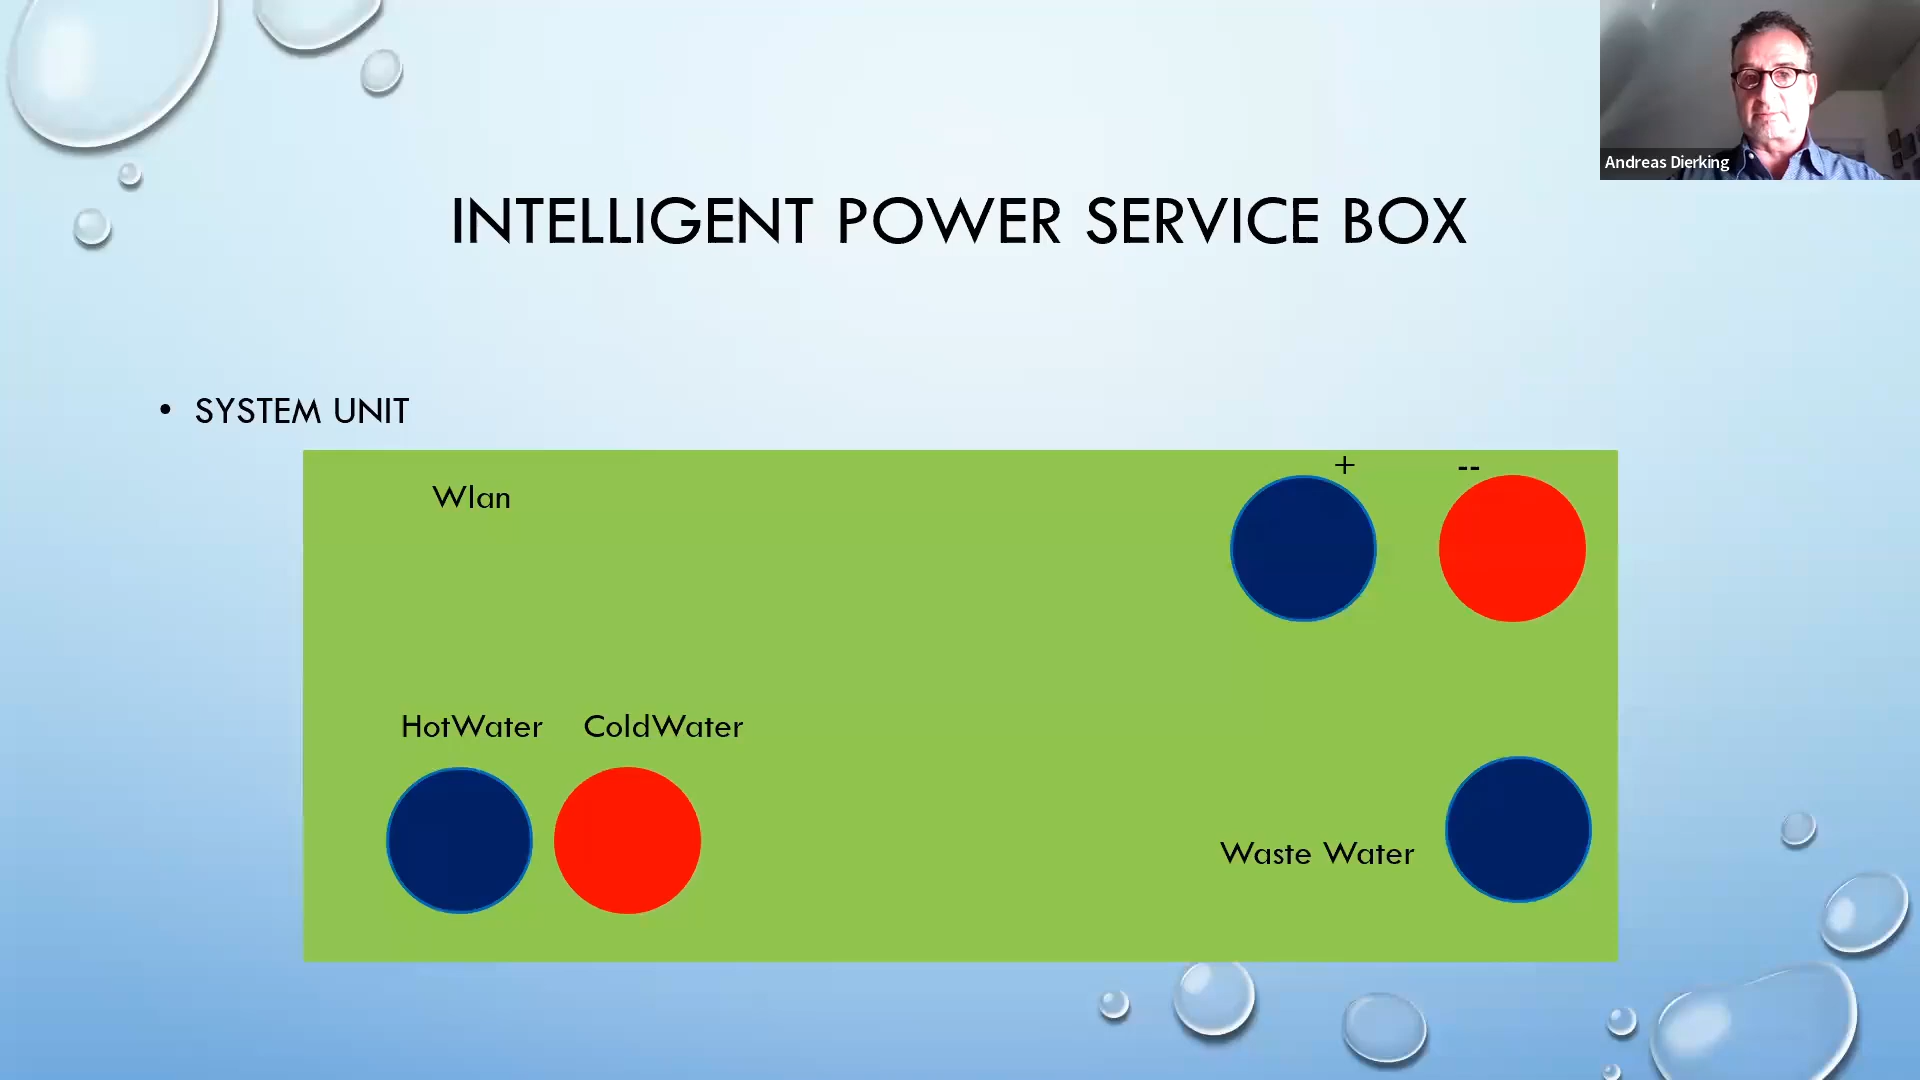 Andreas Dierking
INTELLIGENT POWER SERVICE BOX
• SYSTEM UNIT
+ --
Wlan
HotWater ColdWater
Waste Water